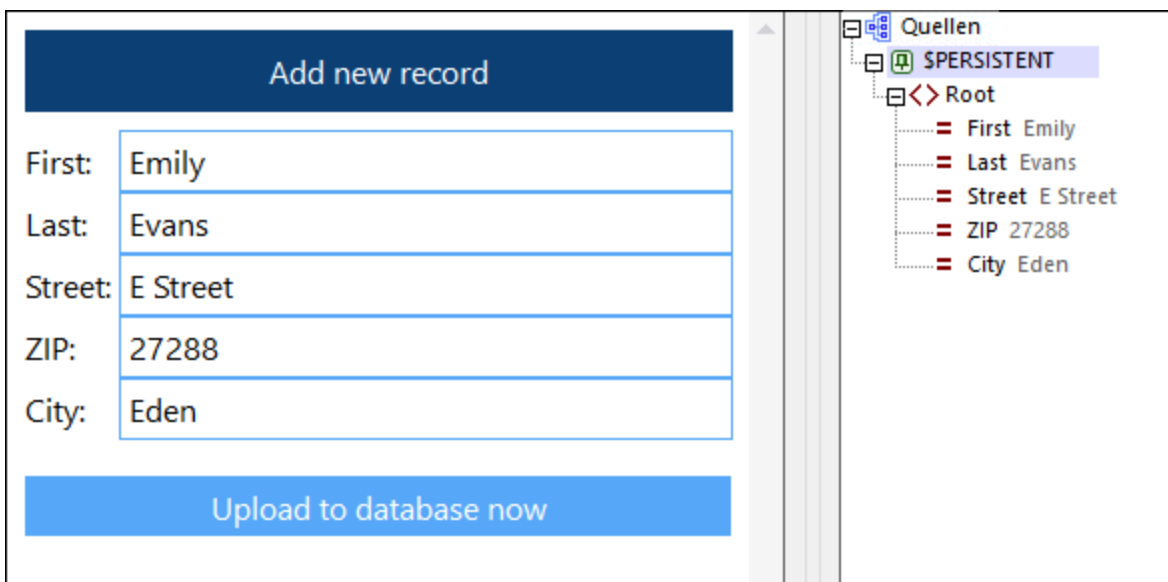 Add new record
First: Emily
Last: Evans
Street: E Street
ZIP: 27288
City: Eden
Upload to database now
Quellen
$PERSISTENT
Root
First Emily
Last Evans
Street E Street
ZIP 27288
City Eden